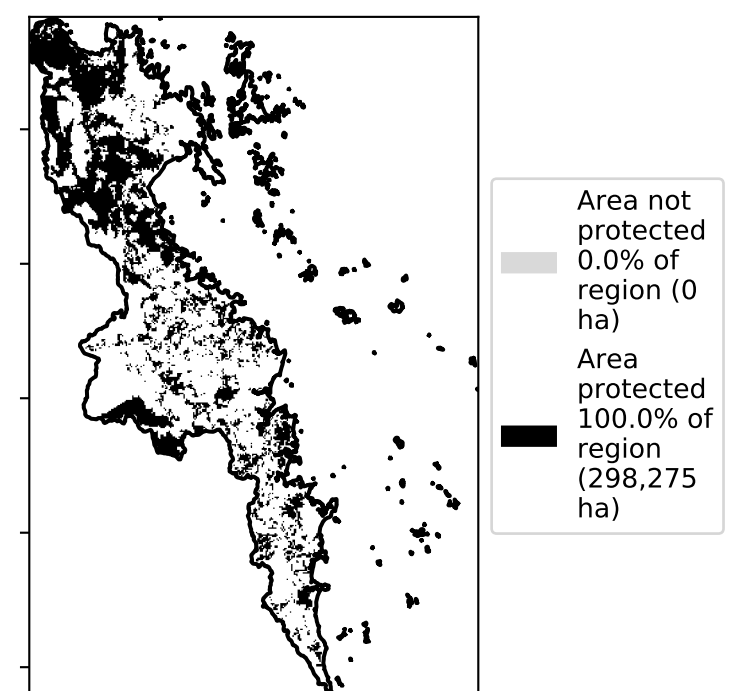 Area not
protected
0.0% of
region (0
ha)
Area
protected
100.0% of
region
(298,275
ha)